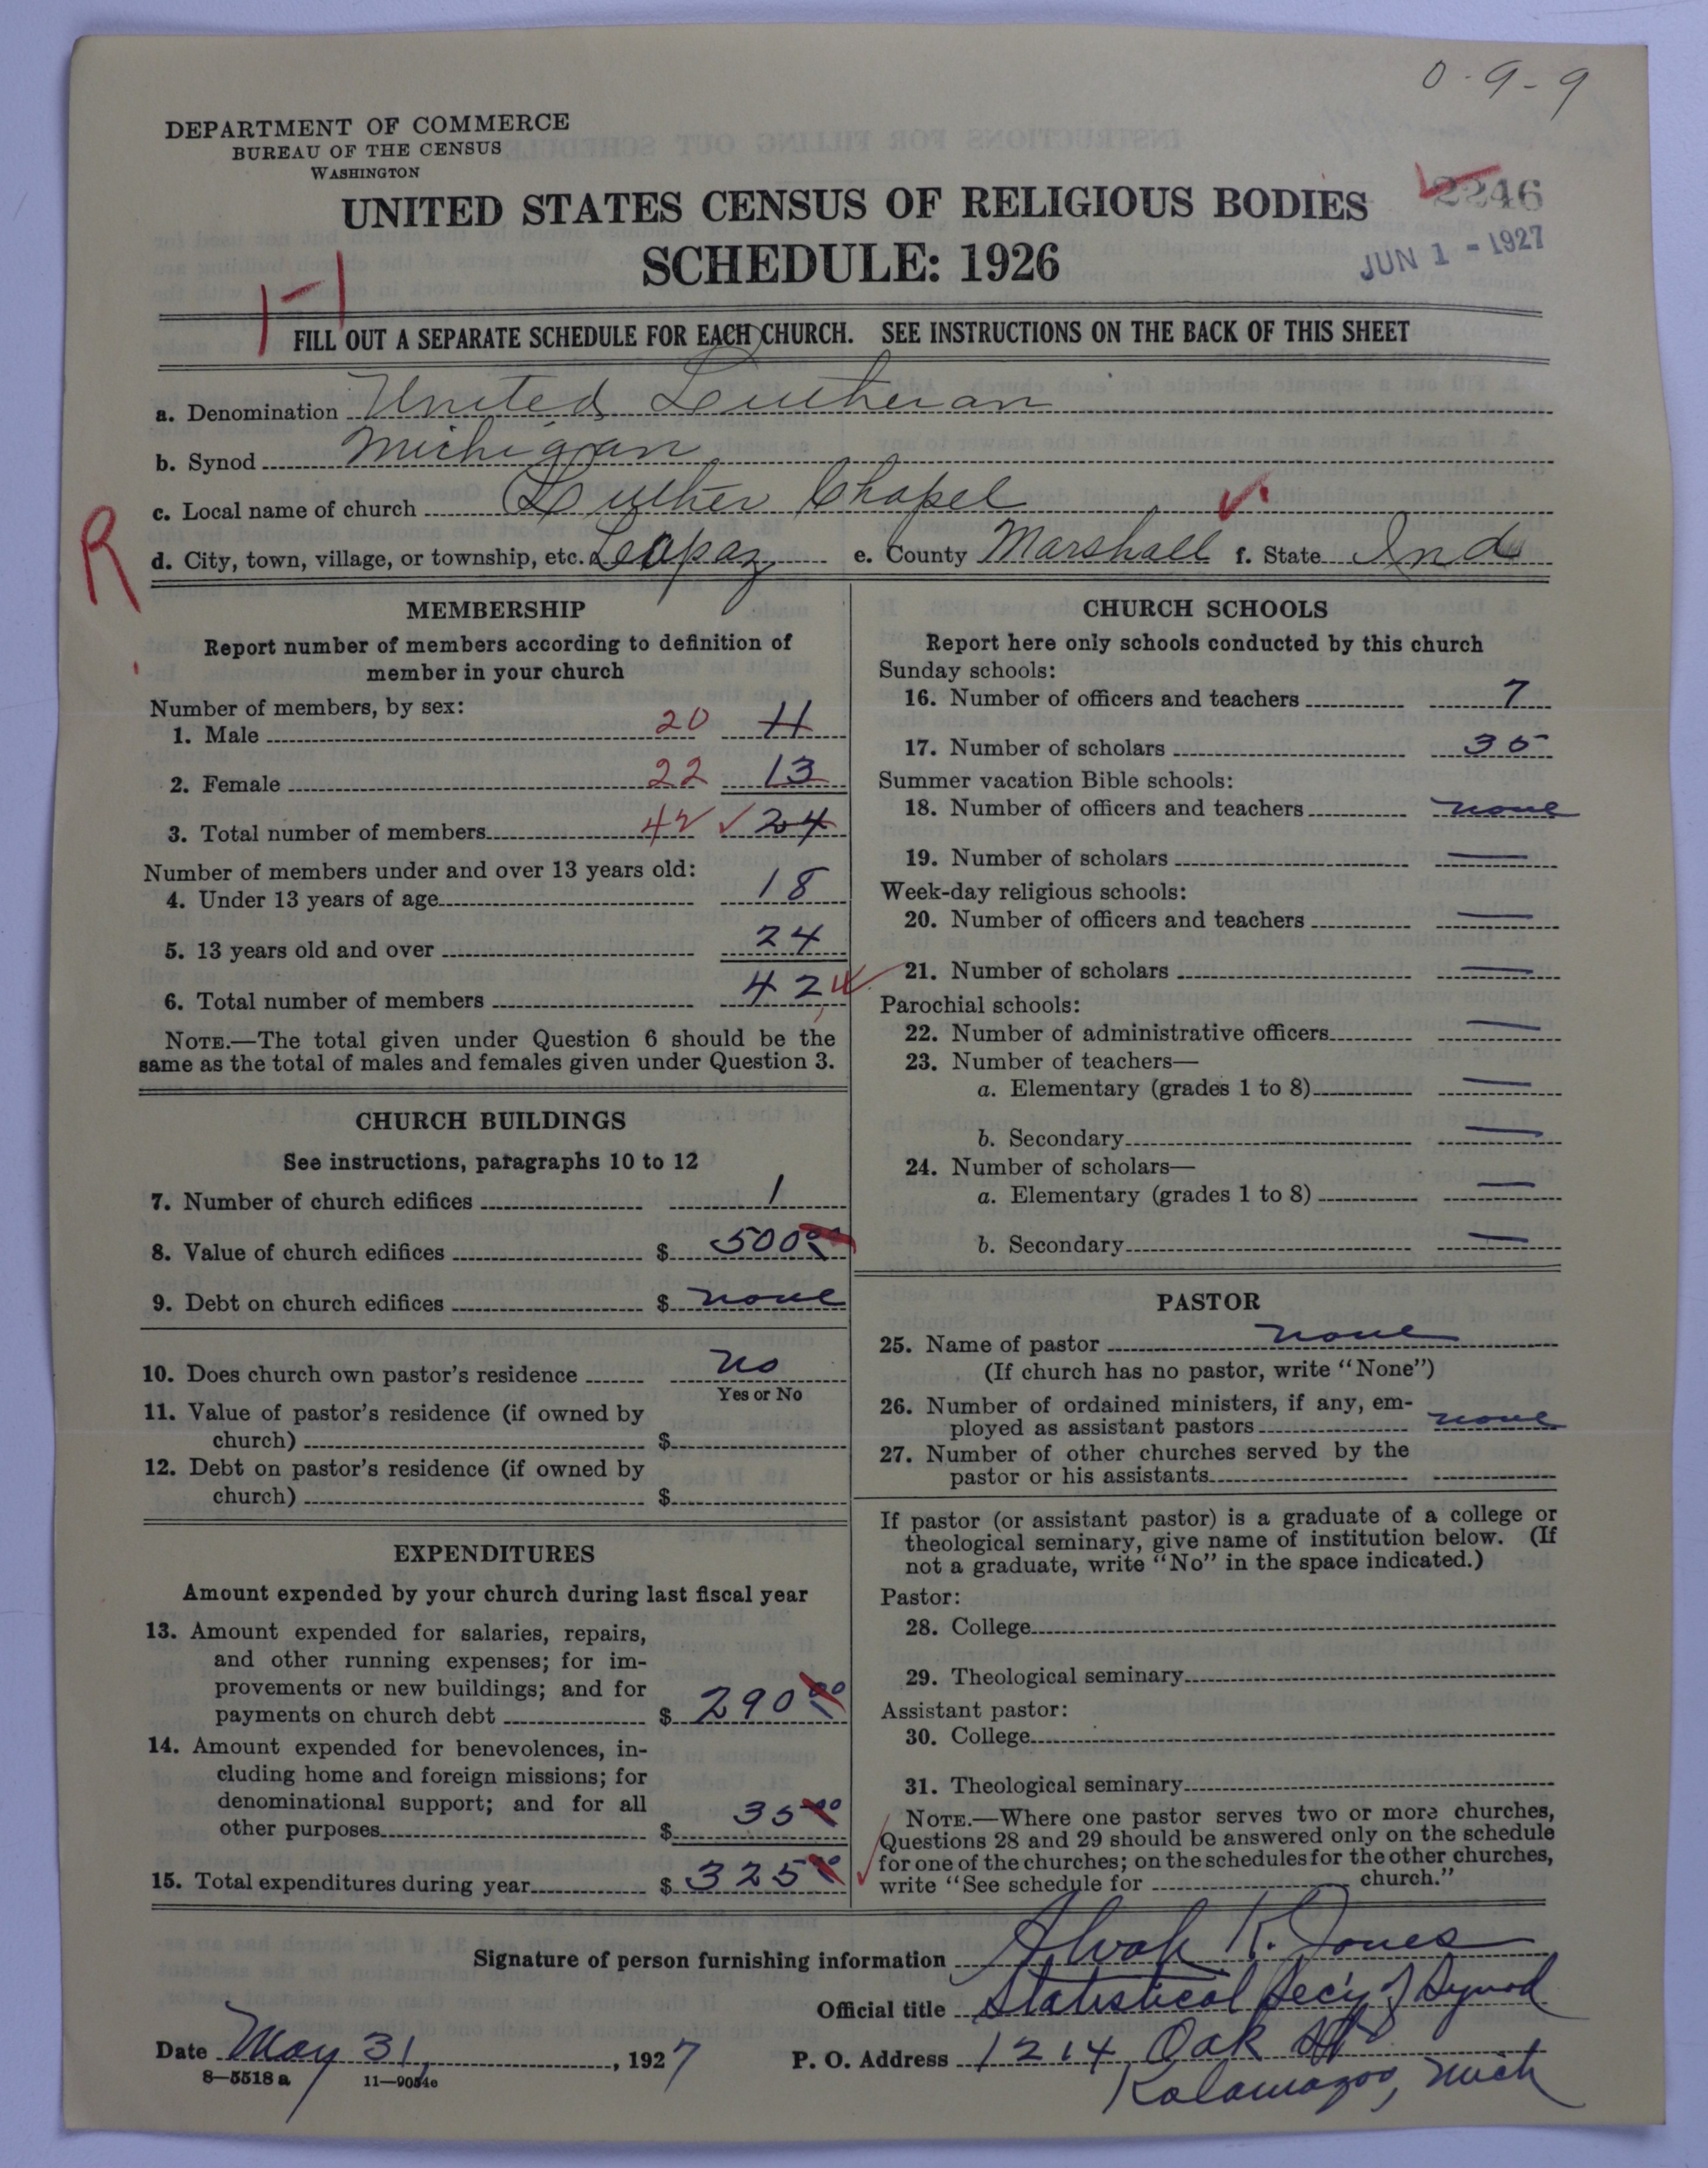 0-9-9
DEPARTMENT OF COMMERCE
BUREAU OF THE CENSUS
WASHINGTON
2246
UNITED STATES CENSUS OF RELIGIOUS BODIES
SCHEDULE: 1926
JUN 1 - 1927
FILL OUT A SEPARATE SCHEDULE FOR EACH CHURCH. SEE INSTRUCTIONS ON THE BACK OF THIS SHEET
a. Denomination United Lutheran
b. Synod Michigan
c. Local name of church Luther Chapel
R
d. City, town, village, or township, etc. Lapaz e. County Marshall f. State Ind
MEMBERSHIP
Report number of members according to definition of
member in your church
Number of members, by sex:
1. Male 20 11
2. Female 22 13
3. Total number of members 42 24
Number of members under and over 13 years old:
4. Under 13 years of age 18
5. 13 years old and over 24
6. Total number of members 42
NOTE.—The total given under Question 6 should be the
same as the total of males and females given under Question 3.
CHURCH BUILDINGS
See instructions, paragraphs 10 to 12
7. Number of church edifices 1
8. Value of church edifices $ 500 00
9. Debt on church edifices $ none
10. Does church own pastor's residence no
Yes or No
11. Value of pastor's residence (if owned by
church) $
12. Debt on pastor's residence (if owned by
church) $
EXPENDITURES
Amount expended by your church during last fiscal year
13. Amount expended for salaries, repairs,
and other running expenses; for im-
provements or new buildings; and for
payments on church debt $ 290 00
14. Amount expended for benevolences, in-
cluding home and foreign missions; for
denominational support; and for all
other purposes $ 35 00
15. Total expenditures during year $ 325 00
CHURCH SCHOOLS
Report here only schools conducted by this church
Sunday schools:
16. Number of officers and teachers 7
17. Number of scholars 35
Summer vacation Bible schools:
18. Number of officers and teachers none
19. Number of scholars —
Week-day religious schools:
20. Number of officers and teachers —
21. Number of scholars —
Parochial schools:
22. Number of administrative officers —
23. Number of teachers—
a. Elementary (grades 1 to 8) —
b. Secondary —
24. Number of scholars—
a. Elementary (grades 1 to 8) —
b. Secondary —
PASTOR
25. Name of pastor none
(If church has no pastor, write "None")
26. Number of ordained ministers, if any, em-
ployed as assistant pastors none
27. Number of other churches served by the
pastor or his assistants
If pastor (or assistant pastor) is a graduate of a college or
theological seminary, give name of institution below. (If
not a graduate, write "No" in the space indicated.)
Pastor:
28. College
29. Theological seminary
Assistant pastor:
30. College
31. Theological seminary
NOTE.—Where one pastor serves two or more churches,
Questions 28 and 29 should be answered only on the schedule
for one of the churches; on the schedules for the other churches,
write "See schedule for church."
Signature of person furnishing information Alvah K. Jones
Official title Statistical Sec'y of Synod
Date May 31, 1927 P. O. Address 1214 Oak St
8—5518 a 11—9054e
Kalamazoo, Mich